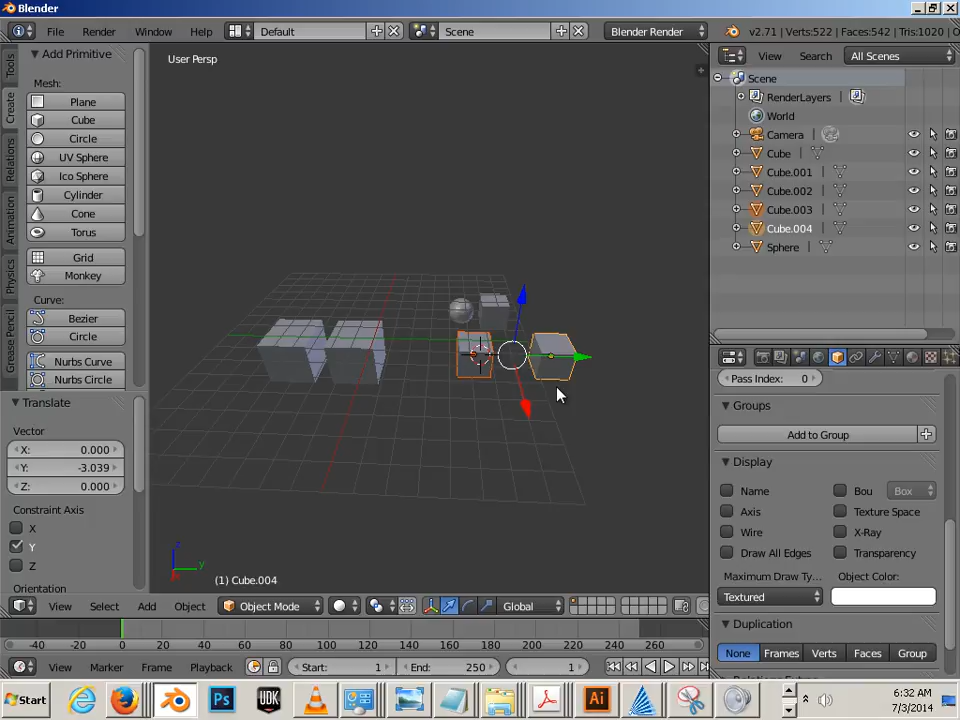 Blender
File Render Window Help Default Scene Blender Render v2.71 | Verts:522 | Faces:542 | Tris:1020 | O
Add Primitive
Mesh:
Plane
Cube
Circle
UV Sphere
Ico Sphere
Cylinder
Cone
Torus
Grid
Monkey
Curve:
Bezier
Circle
Nurbs Curve
Nurbs Circle
Tools
Create
Relations
Animation
Physics
Grease Pencil
Translate
Vector
X: 0.000
Y: -3.039
Z: 0.000
Constraint Axis
X
Y
Z
Orientation
User Persp
z
y
(1) Cube.004
View Select Add Object Object Mode Global
-40 -20 0 20 40 60 80 100 120 140 160 180 200 220 240 260
View Marker Frame Playback Start: 1 End: 250 1
View Search All Scenes
Scene
RenderLayers
World
Camera
Cube
Cube.001
Cube.002
Cube.003
Cube.004
Sphere
Pass Index: 0
Groups
Add to Group
Display
Name Bou Box
Axis Texture Space
Wire X-Ray
Draw All Edges Transparency
Maximum Draw Ty... Object Color:
Textured
Duplication
None Frames Verts Faces Group
Start Ps UDK Ai
6:32 AM
7/3/2014